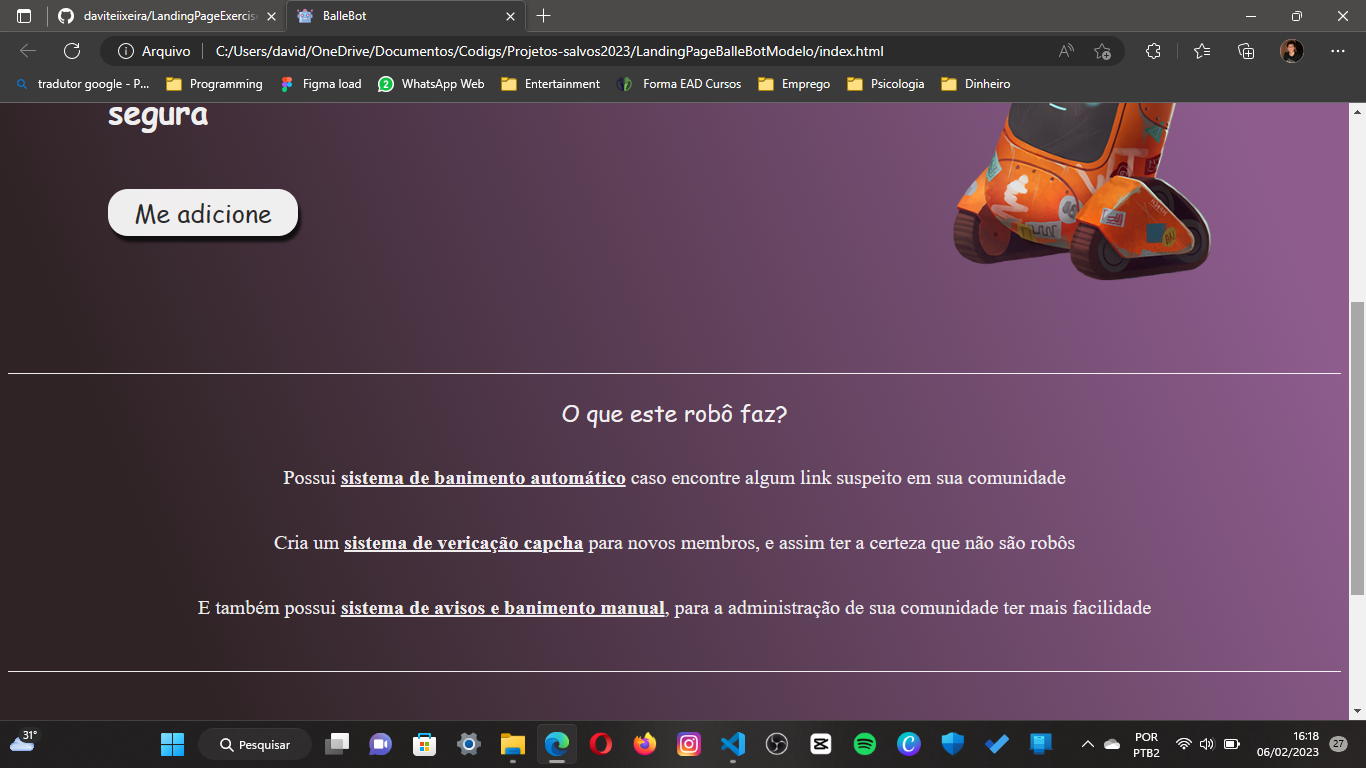 daviteiixeira/LandingPageExercise
BalleBot
Arquivo
C:/Users/david/OneDrive/Documentos/Codigs/Projetos-salvos2023/LandingPageBalleBotModelo/index.html
tradutor google - P...
Programming
Figma load
2
WhatsApp Web
Entertainment
Forma EAD Cursos
Emprego
Psicologia
Dinheiro
segura
Me adicione
O que este robô faz?
Possui sistema de banimento automático caso encontre algum link suspeito em sua comunidade
Cria um sistema de vericação capcha para novos membros, e assim ter a certeza que não são robôs
E também possui sistema de avisos e banimento manual, para a administração de sua comunidade ter mais facilidade
31°
Pesquisar
POR
PTB2
16:18
06/02/2023
27